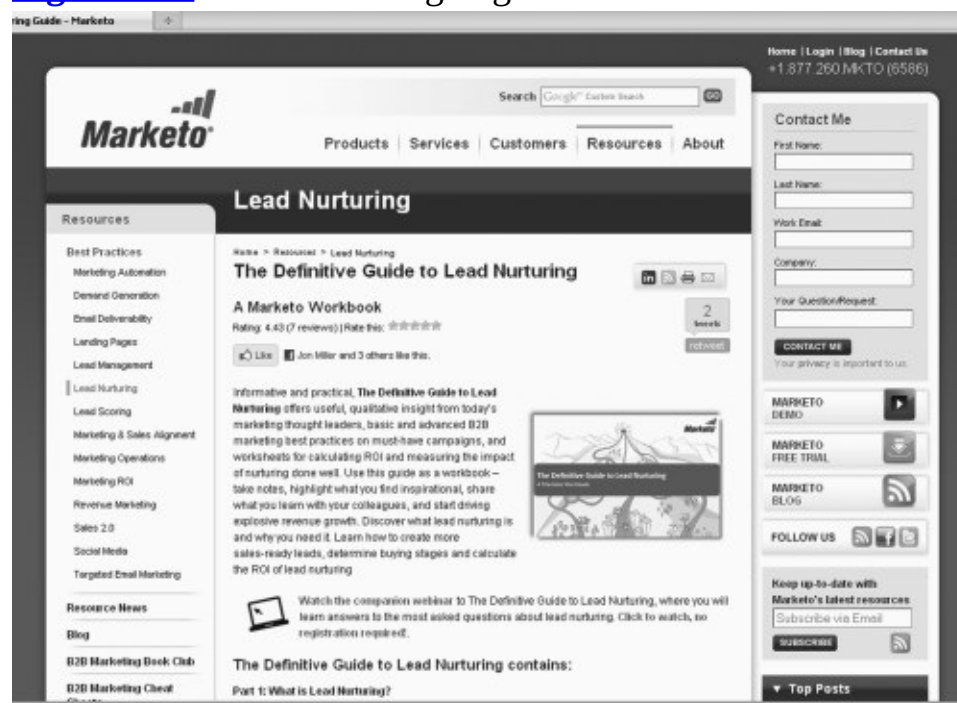 ring Guide - Marketo
Home | Login | Blog | Contact Us
+1.877.260.MKTO (6586)
Search Google™ Custom Search GO
Marketo
Products Services Customers Resources About
Lead Nurturing
Resources
Best Practices
Marketing Automation
Demand Generation
Email Deliverability
Landing Pages
Lead Management
Lead Nurturing
Lead Scoring
Marketing & Sales Alignment
Marketing Operations
Marketing ROI
Revenue Marketing
Sales 2.0
Social Media
Targeted Email Marketing
Resource News
Blog
B2B Marketing Book Club
B2B Marketing Cheat
Home > Resources > Lead Nurturing
The Definitive Guide to Lead Nurturing
A Marketo Workbook
Rating: 4.43 (7 reviews) | Rate this:
2
tweets
retweet
Like Jon Miller and 3 others like this.
Informative and practical, The Definitive Guide to Lead
Nurturing offers useful, qualitative insight from today's
marketing thought leaders, basic and advanced B2B
marketing best practices on must-have campaigns, and
worksheets for calculating ROI and measuring the impact
of nurturing done well. Use this guide as a workbook –
take notes, highlight what you find inspirational, share
what you learn with your colleagues, and start driving
explosive revenue growth. Discover what lead nurturing is
and why you need it. Learn how to create more
sales-ready leads, determine buying stages and calculate
the ROI of lead nurturing
Marketo
The Definitive Guide to Lead Nurturing
Watch the companion webinar to The Definitive Guide to Lead Nurturing, where you will
learn answers to the most asked questions about lead nurturing. Click to watch, no
registration required!.
The Definitive Guide to Lead Nurturing contains:
Part 1: What is Lead Nurturing?
Contact Me
First Name:
Last Name:
Work Email:
Company:
Your Question/Request:
CONTACT ME
Your privacy is important to us.
MARKETO
DEMO
MARKETO
FREE TRIAL
MARKETO
BLOG
FOLLOW US
Keep up-to-date with
Marketo's latest resources
Subscribe via Email
SUBSCRIBE
Top Posts